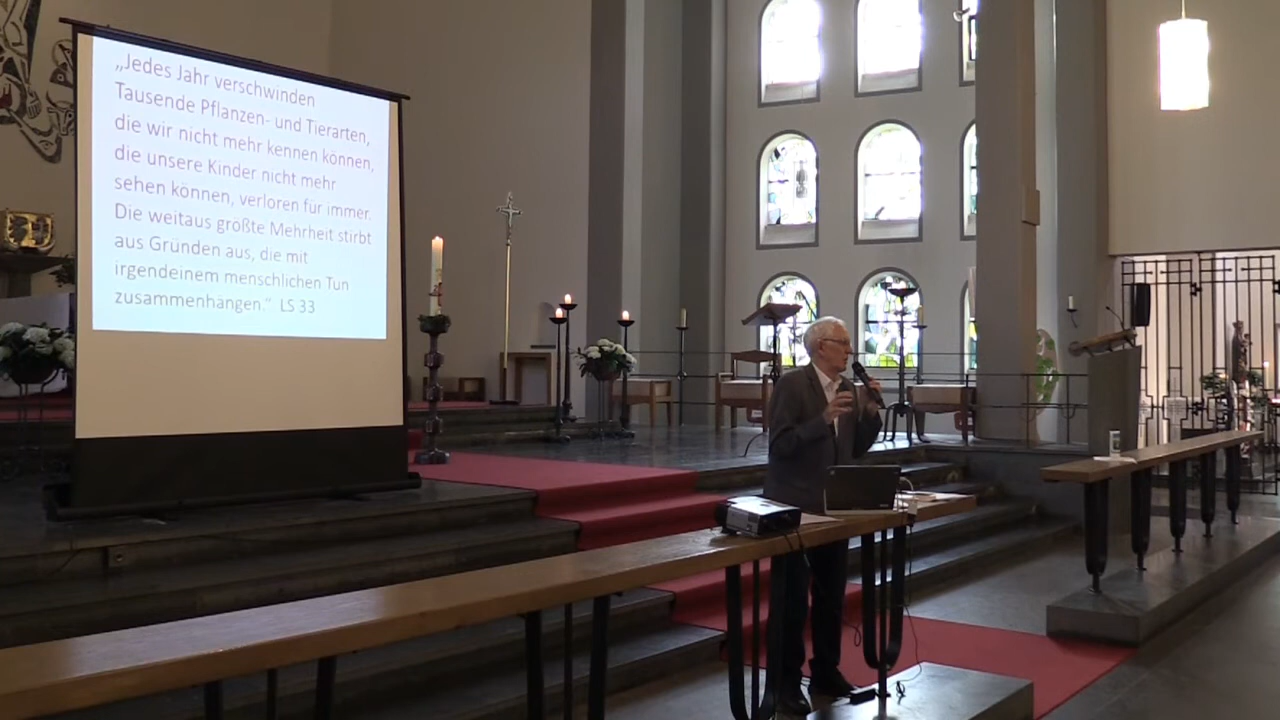 „Jedes Jahr verschwinden
Tausende Pflanzen- und Tierarten,
die wir nicht mehr kennen können,
die unsere Kinder nicht mehr
sehen können, verloren für immer.
Die weitaus größte Mehrheit stirbt
aus Gründen aus, die mit
irgendeinem menschlichen Tun
zusammenhängen.“ LS 33